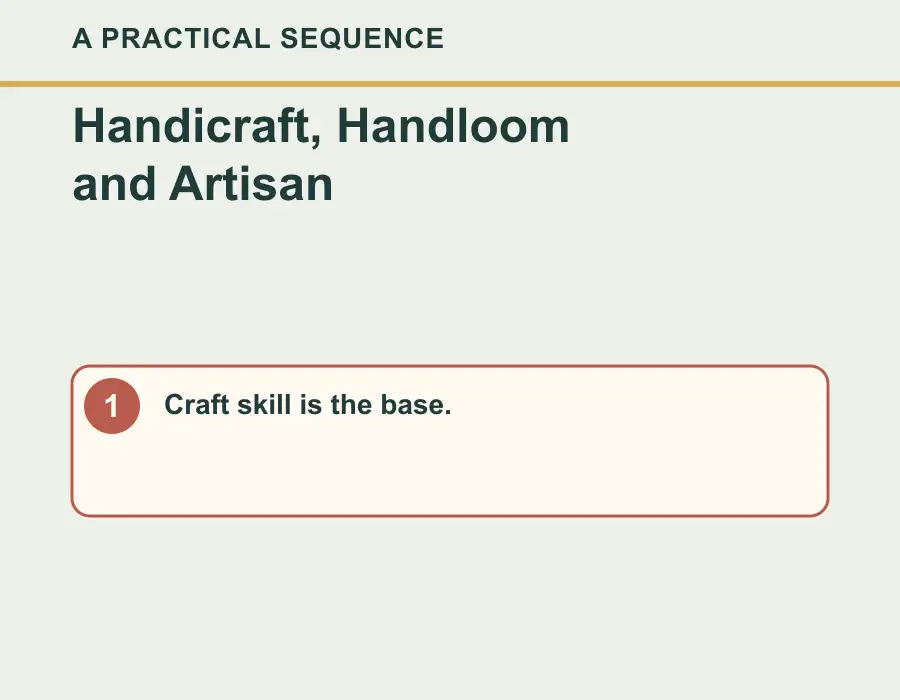 A PRACTICAL SEQUENCE
Handicraft, Handloom
and Artisan
1
Craft skill is the base.